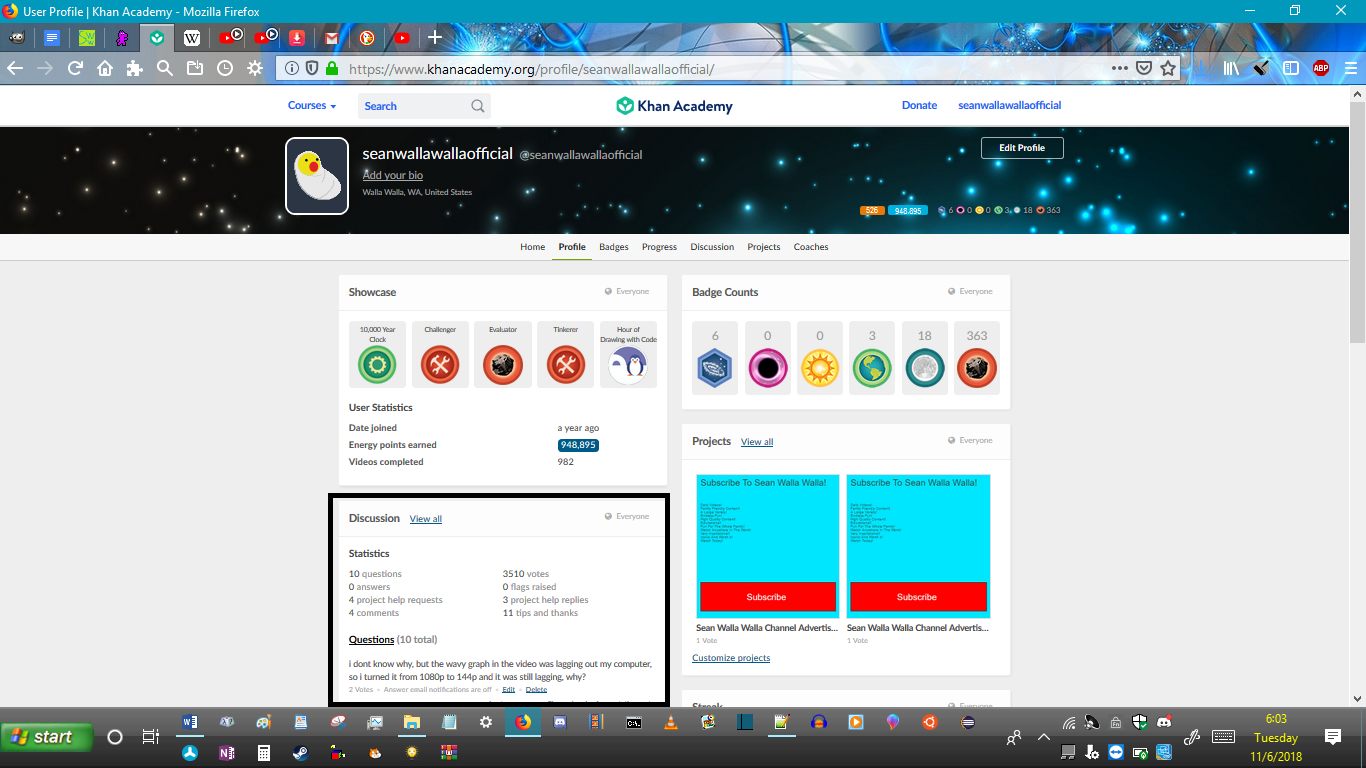 User Profile | Khan Academy - Mozilla Firefox
https://www.khanacademy.org/profile/seanwallawallaofficial/
ABP
Courses
Search
Khan Academy
Donate
seanwallawallaofficial
seanwallawallaofficial @seanwallawallaofficial
Add your bio
Walla Walla, WA, United States
Edit Profile
526 948,895 6 0 0 3 18 363
Home Profile Badges Progress Discussion Projects Coaches
Showcase
Everyone
10,000 Year Clock
Challenger
Evaluator
Tinkerer
Hour of Drawing with Code
User Statistics
Date joined a year ago
Energy points earned 948,895
Videos completed 982
Badge Counts
Everyone
6 0 0 3 18 363
Projects View all
Everyone
Subscribe To Sean Walla Walla!
Subscribe
Sean Walla Walla Channel Advertis...
1 Vote
Subscribe To Sean Walla Walla!
Subscribe
Sean Walla Walla Channel Advertis...
1 Vote
Customize projects
Streak
Everyone
Discussion View all
Everyone
Statistics
10 questions 3510 votes
0 answers 0 flags raised
4 project help requests 3 project help replies
4 comments 11 tips and thanks
Questions (10 total)
i dont know why, but the wavy graph in the video was lagging out my computer,
so i turned it from 1080p to 144p and it was still lagging, why?
2 Votes • Answer email notifications are off • Edit • Delete
start
6:03
Tuesday
11/6/2018